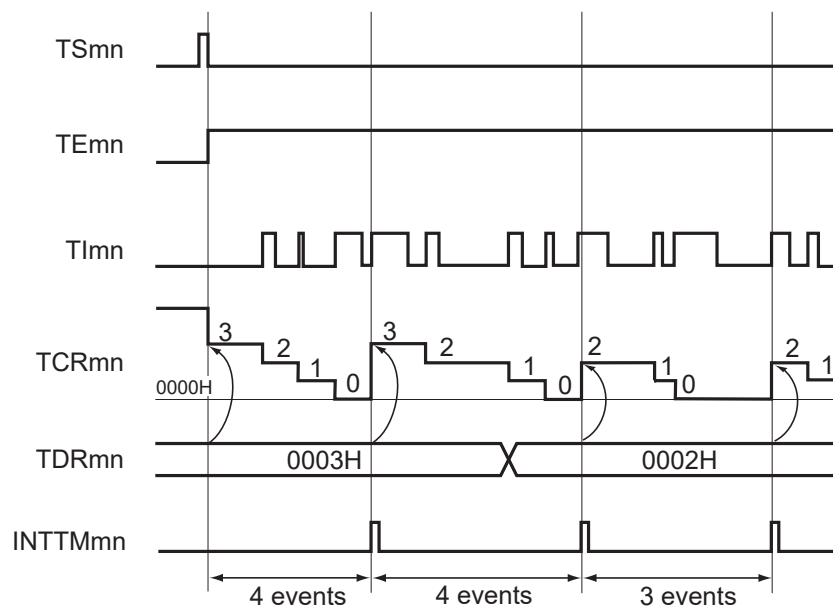 TSmn
TEmn
TImn
TCRmn
3
2
1
0
3
2
1
0
2
1
0
2
1
0000H
TDRmn
0003H
0002H
INTTMmn
4 events
4 events
3 events